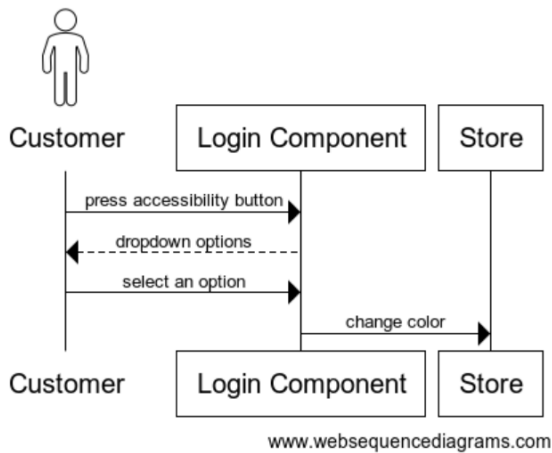 Customer
Login Component
Store
press accessibility button
dropdown options
select an option
change color
Customer
Login Component
Store
www.websequencediagrams.com